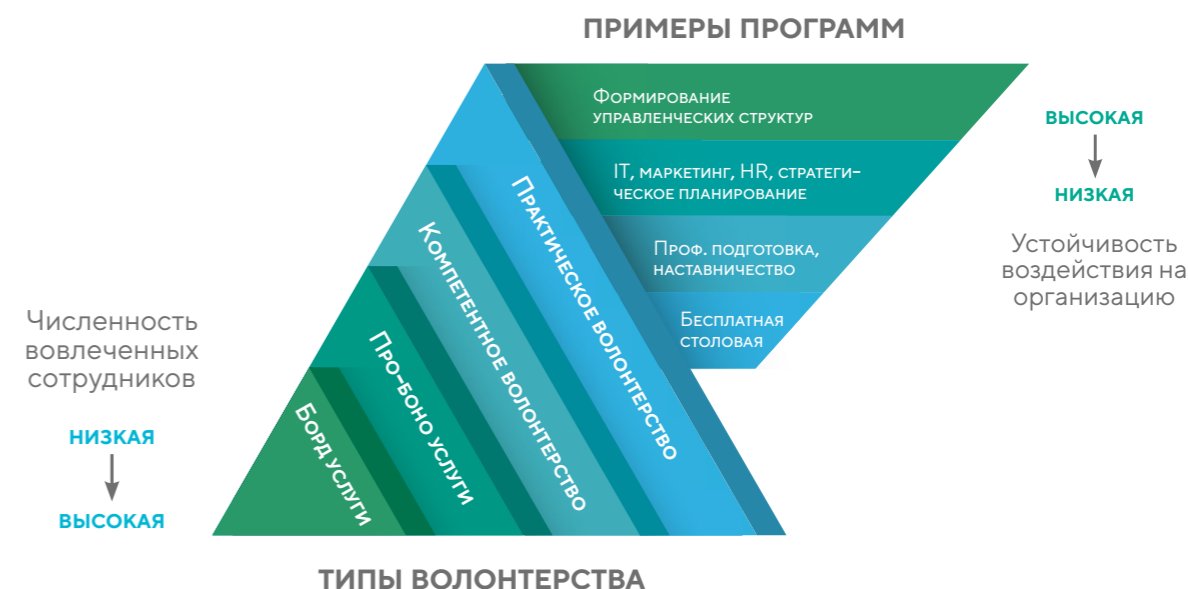 ПРИМЕРЫ ПРОГРАММ
Формирование
управленческих структур
IT, маркетинг, HR, стратеги-
ческое планирование
Проф. подготовка,
наставничество
Бесплатная
столовая
ВЫСОКАЯ
НИЗКАЯ
Устойчивость
воздействия на
организацию
Практическое волонтерство
Компетентное волонтерство
Про-боно услуги
Борд услуги
Численность
вовлеченных
сотрудников
НИЗКАЯ
ВЫСОКАЯ
ТИПЫ ВОЛОНТЕРСТВА